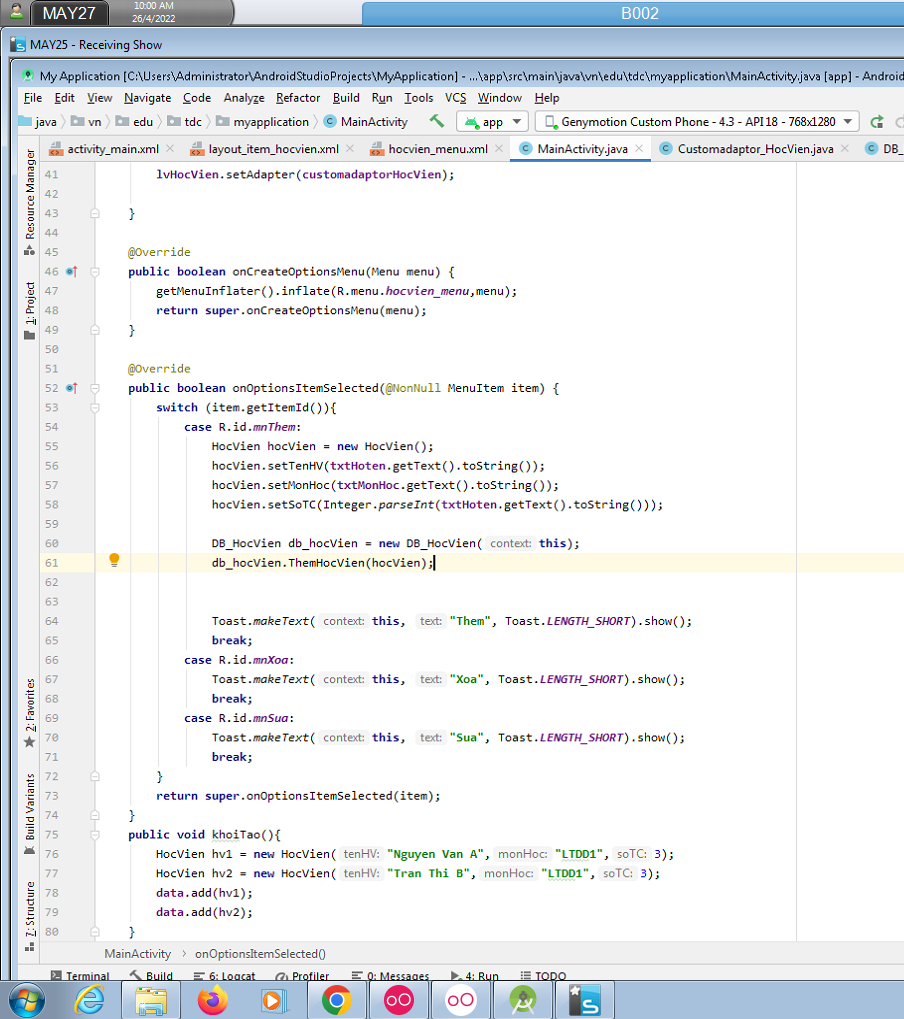 MAY27
10:00 AM
26/4/2022
B002
MAY25 - Receiving Show
My Application [C:\Users\Administrator\AndroidStudioProjects\MyApplication] - ...\app\src\main\java\vn\edu\tdc\myapplication\MainActivity.java [app] - Android
File Edit View Navigate Code Analyze Refactor Build Run Tools VCS Window Help
java vn edu tdc myapplication MainActivity app Genymotion Custom Phone - 4.3 - API 18 - 768x1280
activity_main.xml layout_item_hocvien.xml hocvien_menu.xml MainActivity.java Customadaptor_HocVien.java DB_
Resource Manager
1: Project
2: Favorites
Build Variants
7: Structure
41 lvHocVien.setAdapter(customadaptorHocVien);
42
43 }
44
45 @Override
46 public boolean onCreateOptionsMenu(Menu menu) {
47 getMenuInflater().inflate(R.menu.hocvien_menu,menu);
48 return super.onCreateOptionsMenu(menu);
49 }
50
51 @Override
52 public boolean onOptionsItemSelected(@NonNull MenuItem item) {
53 switch (item.getItemId()){
54 case R.id.mnThem:
55 HocVien hocVien = new HocVien();
56 hocVien.setTenHV(txtHoten.getText().toString());
57 hocVien.setMonHoc(txtMonHoc.getText().toString());
58 hocVien.setSoTC(Integer.parseInt(txtHoten.getText().toString()));
59
60 DB_HocVien db_hocVien = new DB_HocVien( context: this);
61 db_hocVien.ThemHocVien(hocVien);
62
63
64 Toast.makeText( context: this, text: "Them", Toast.LENGTH_SHORT).show();
65 break;
66 case R.id.mnXoa:
67 Toast.makeText( context: this, text: "Xoa", Toast.LENGTH_SHORT).show();
68 break;
69 case R.id.mnSua:
70 Toast.makeText( context: this, text: "Sua", Toast.LENGTH_SHORT).show();
71 break;
72 }
73 return super.onOptionsItemSelected(item);
74 }
75 public void khoiTao(){
76 HocVien hv1 = new HocVien( tenHV: "Nguyen Van A", monHoc: "LTDD1", soTC: 3);
77 HocVien hv2 = new HocVien( tenHV: "Tran Thi B", monHoc: "LTDD1", soTC: 3);
78 data.add(hv1);
79 data.add(hv2);
80 }
MainActivity onOptionsItemSelected()
Terminal Build 6: Logcat Profiler 0: Messages 4: Run TODO